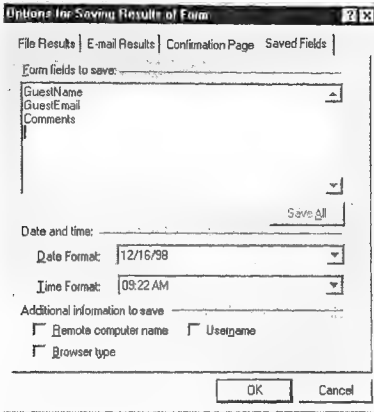 Options for Saving Results of Form
File Results E-mail Results Confirmation Page Saved Fields
Form fields to save:
GuestName
GuestEmail
Comments
Save All
Date and time:
Date Format: 12/16/98
Time Format: 09:22 AM
Additional information to save
Remote computer name Username
Browser type
OK Cancel